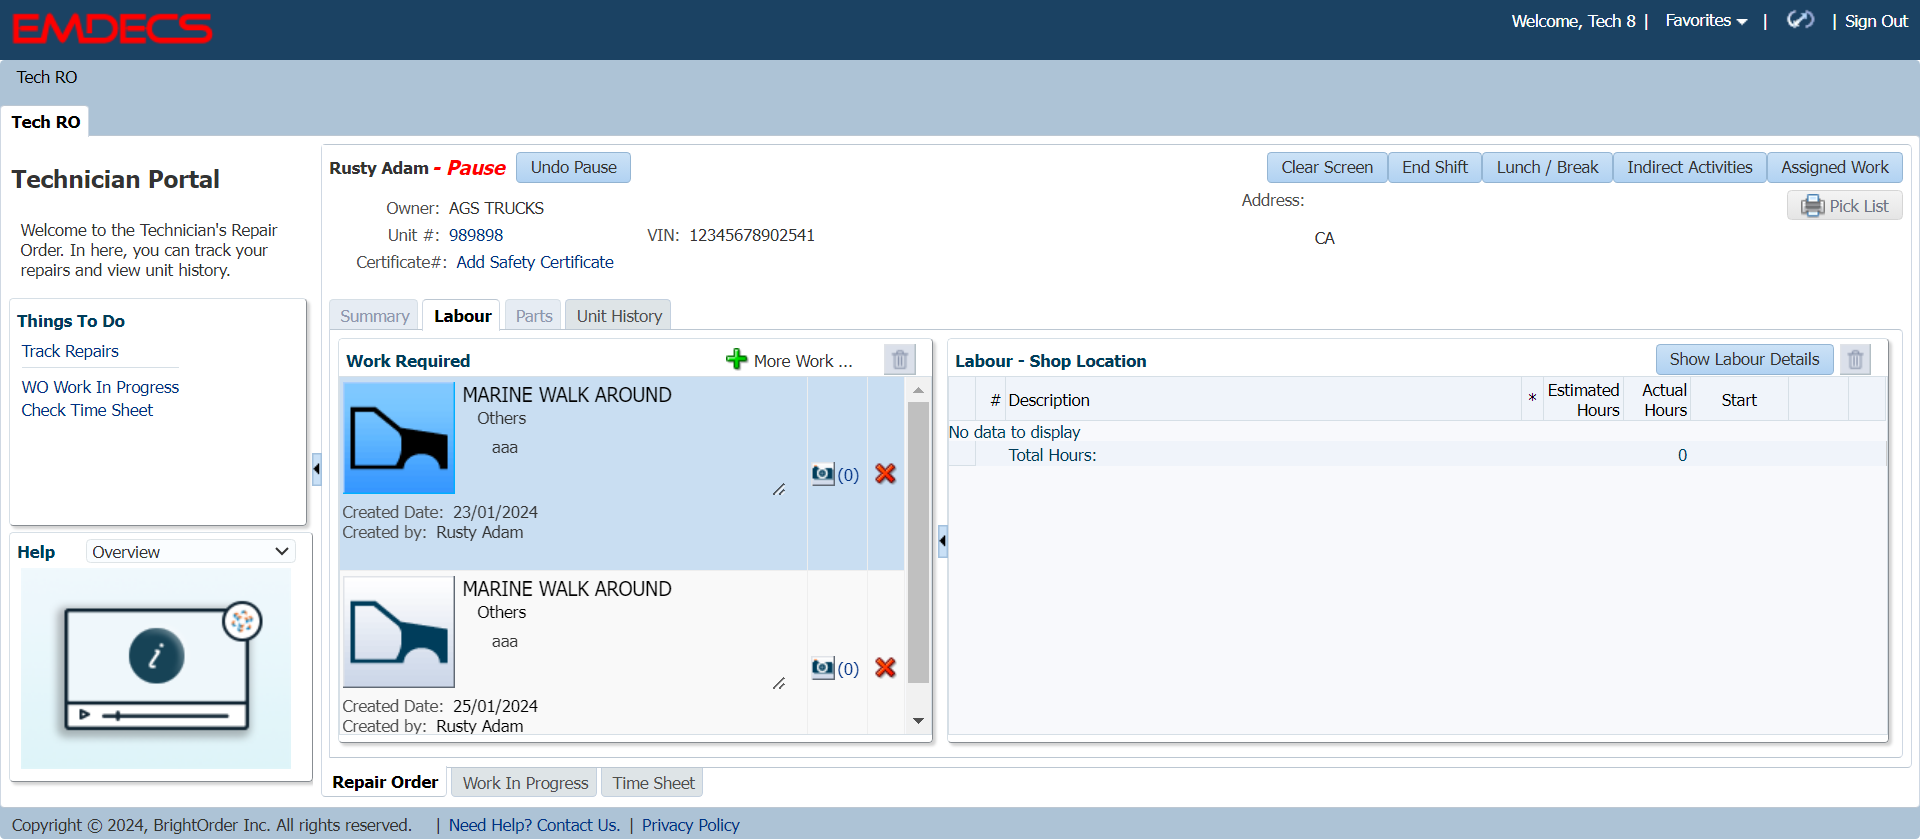 EMDECS
Welcome, Tech 8 | Favorites | | Sign Out
Tech RO
Tech RO
Technician Portal
Welcome to the Technician's Repair
Order. In here, you can track your
repairs and view unit history.
Things To Do
Track Repairs
WO Work In Progress
Check Time Sheet
Help Overview
i
Rusty Adam - Pause Undo Pause
Clear Screen End Shift Lunch / Break Indirect Activities Assigned Work
Pick List
Owner: AGS TRUCKS
Address:
Unit #: 989898 VIN: 12345678902541
CA
Certificate#: Add Safety Certificate
Summary Labour Parts Unit History
Work Required More Work ...
MARINE WALK AROUND
Others
aaa
(0)
Created Date: 23/01/2024
Created by: Rusty Adam
MARINE WALK AROUND
Others
aaa
(0)
Created Date: 25/01/2024
Created by: Rusty Adam
Labour - Shop Location Show Labour Details
# Description * Estimated Hours Actual Hours Start
No data to display
Total Hours: 0
Repair Order Work In Progress Time Sheet
Copyright © 2024, BrightOrder Inc. All rights reserved. | Need Help? Contact Us. | Privacy Policy